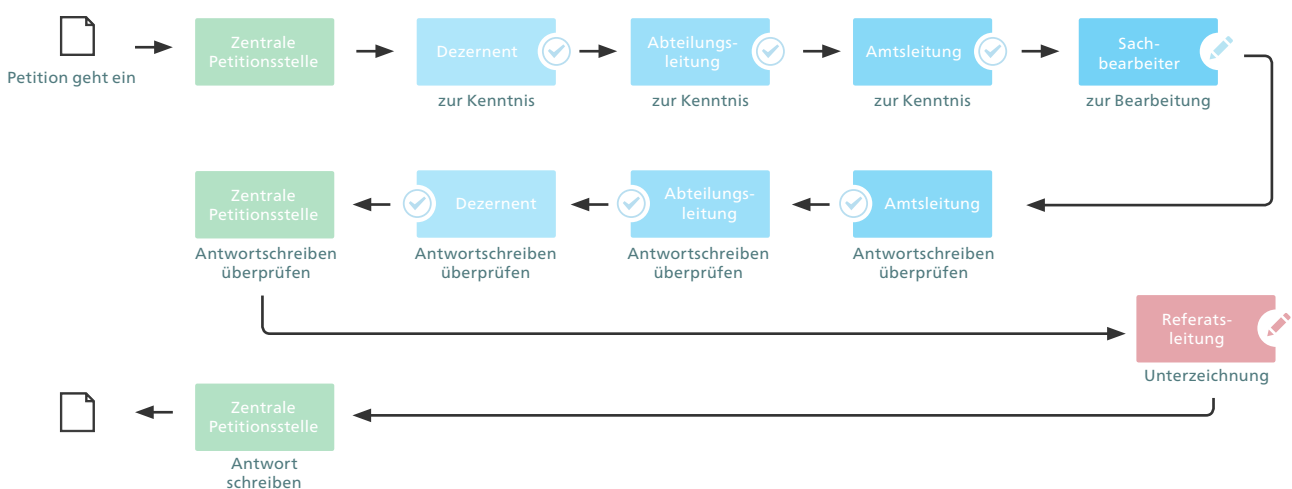 Petition geht ein
Zentrale
Petitionsstelle
Dezernent
zur Kenntnis
Abteilungs-
leitung
zur Kenntnis
Amtsleitung
zur Kenntnis
Sach-
bearbeiter
zur Bearbeitung
Amtsleitung
Antwortschreiben
überprüfen
Abteilungs-
leitung
Antwortschreiben
überprüfen
Dezernent
Antwortschreiben
überprüfen
Zentrale
Petitionsstelle
Antwortschreiben
überprüfen
Referats-
leitung
Unterzeichnung
Zentrale
Petitionsstelle
Antwort
schreiben